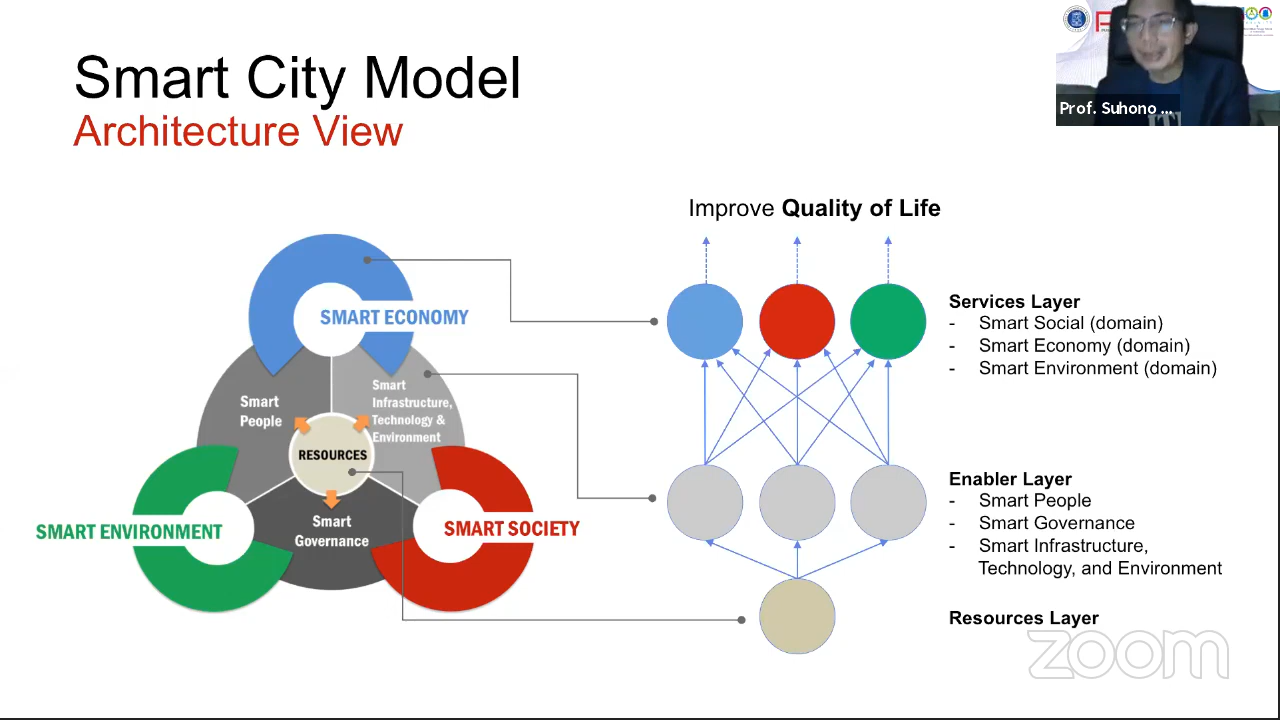 Smart City Model
Architecture View
Prof. Suhono ...
Improve Quality of Life
SMART ECONOMY
Smart
People
Smart
Infrastructure,
Technology &
Environment
RESOURCES
Smart
Governance
SMART ENVIRONMENT
SMART SOCIETY
Services Layer
- Smart Social (domain)
- Smart Economy (domain)
- Smart Environment (domain)
Enabler Layer
- Smart People
- Smart Governance
- Smart Infrastructure,
Technology, and Environment
Resources Layer
zoom